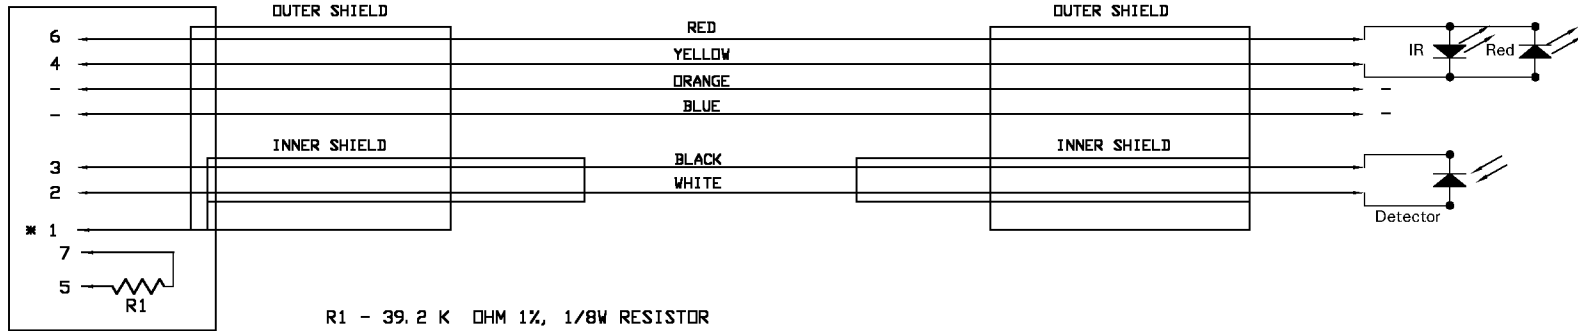 OUTER SHIELD OUTER SHIELD
6 RED
IR Red
4 YELLOW
- ORANGE -
- BLUE -
INNER SHIELD INNER SHIELD
3 BLACK
2 WHITE
Detector
* 1
7
5
R1
R1 - 39.2 K OHM 1%, 1/8W RESISTOR